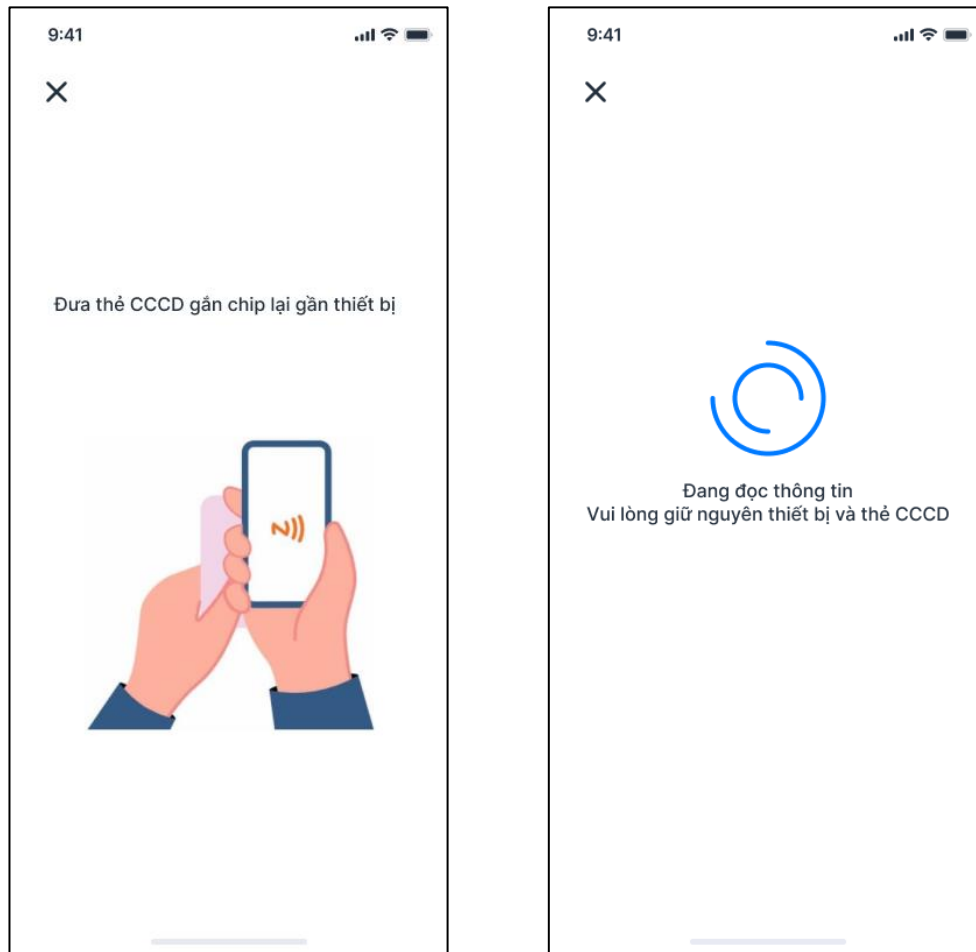 9:41
Đưa thẻ CCCD gắn chip lại gần thiết bị
N
9:41
Đang đọc thông tin
Vui lòng giữ nguyên thiết bị và thẻ CCCD